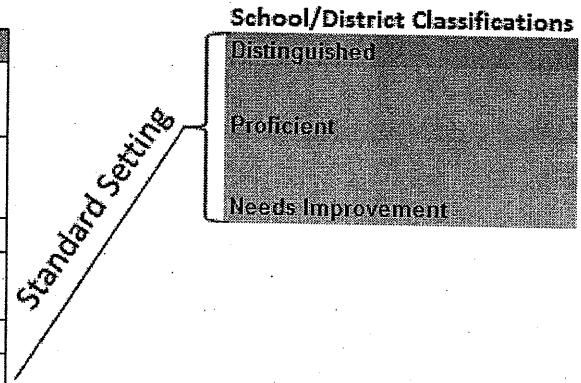 School/District Classifications
Distinguished
Proficient
Needs Improvement
Standard Setting